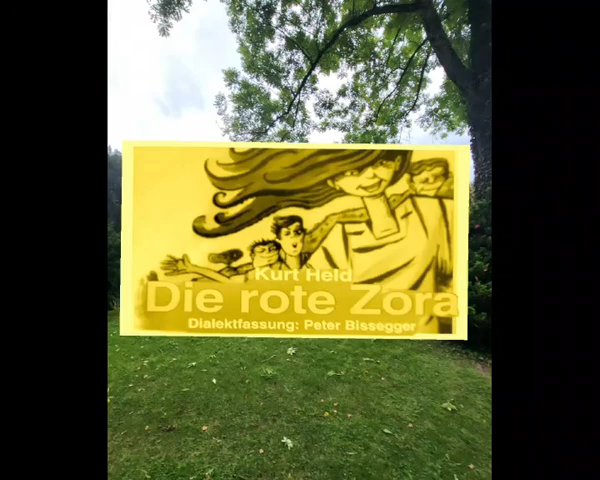 Kurt Held
Die rote Zora
Dialektfassung: Peter Bissegger